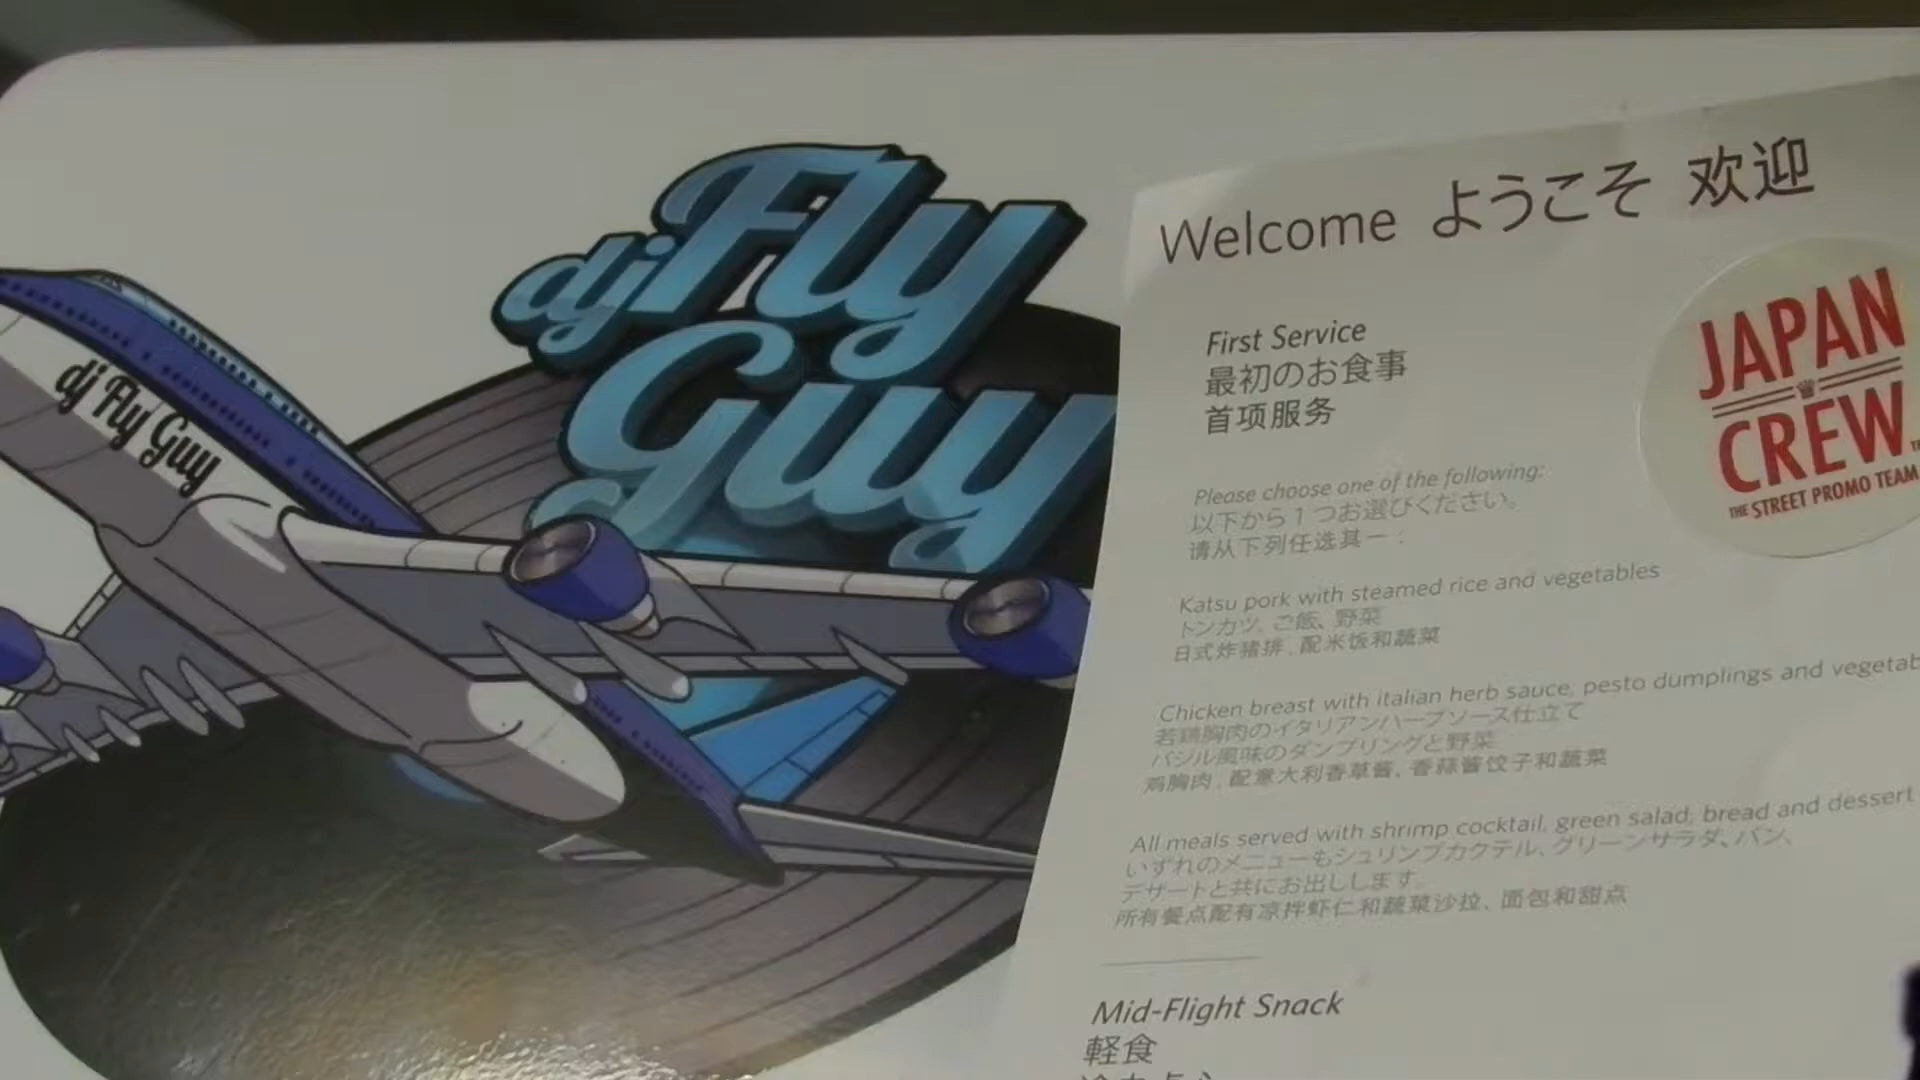 dj Fly
Guy
dj Fly Guy
Welcome ようこそ 欢迎
JAPAN
CREW
THE STREET PROMO TEAM
First Service
最初のお食事
首项服务
Please choose one of the following:
以下から1つお選びください。
请从下列任选其一：
Katsu pork with steamed rice and vegetables
トンカツ、ご飯、野菜
日式炸猪排，配米饭和蔬菜
Chicken breast with italian herb sauce, pesto dumplings and vegetab
若鶏胸肉のイタリアンハーブソース仕立て
バジル風味のダンプリングと野菜
鸡胸肉，配意大利香草酱、香蒜酱饺子和蔬菜
All meals served with shrimp cocktail, green salad, bread and dessert
いずれのメニューもシュリンプカクテル、グリーンサラダ、パン、
デザートと共にお出しします。
所有餐点配有凉拌虾仁和蔬菜沙拉、面包和甜点
Mid-Flight Snack
軽食